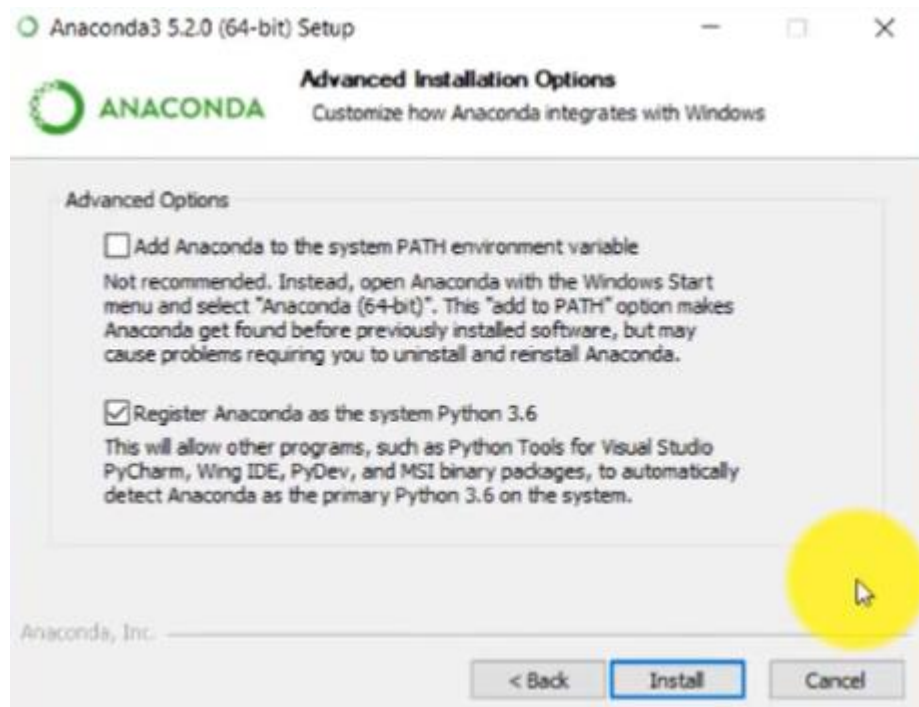 Anaconda3 5.2.0 (64-bit) Setup
ANACONDA
Advanced Installation Options
Customize how Anaconda integrates with Windows
Advanced Options
Add Anaconda to the system PATH environment variable
Not recommended. Instead, open Anaconda with the Windows Start
menu and select "Anaconda (64-bit)". This "add to PATH" option makes
Anaconda get found before previously installed software, but may
cause problems requiring you to uninstall and reinstall Anaconda.
Register Anaconda as the system Python 3.6
This will allow other programs, such as Python Tools for Visual Studio
PyCharm, Wing IDE, PyDev, and MSI binary packages, to automatically
detect Anaconda as the primary Python 3.6 on the system.
Anaconda, Inc.
< Back Install Cancel